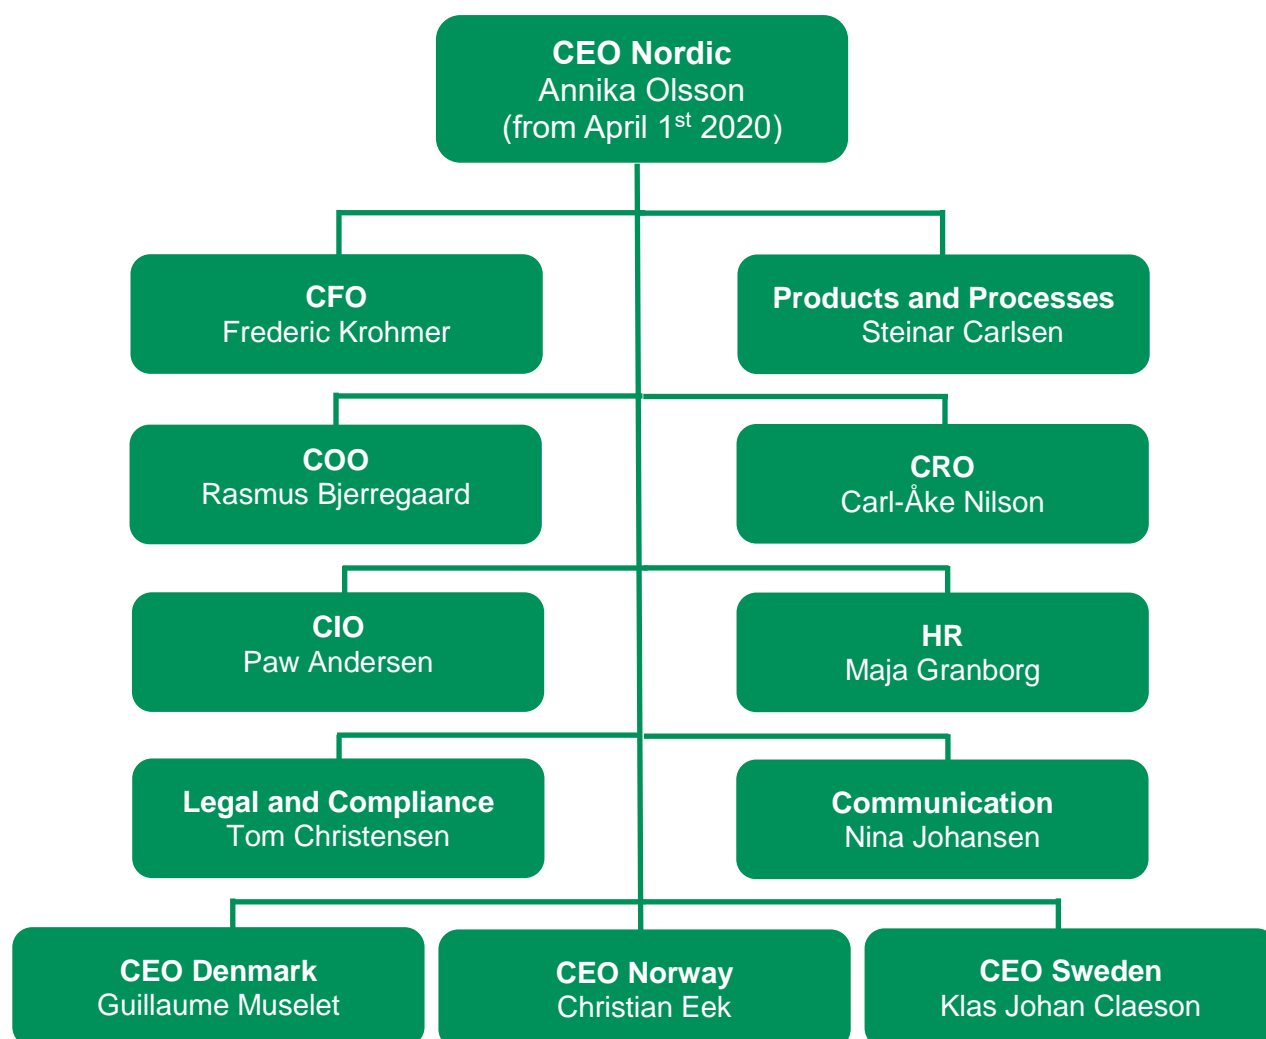 CEO Nordic
Annika Olsson
(from April 1st 2020)
CFO
Frederic Krohmer
Products and Processes
Steinar Carlsen
COO
Rasmus Bjerregaard
CRO
Carl-Åke Nilson
CIO
Paw Andersen
HR
Maja Granborg
Legal and Compliance
Tom Christensen
Communication
Nina Johansen
CEO Denmark
Guillaume Muselet
CEO Norway
Christian Eek
CEO Sweden
Klas Johan Claeson